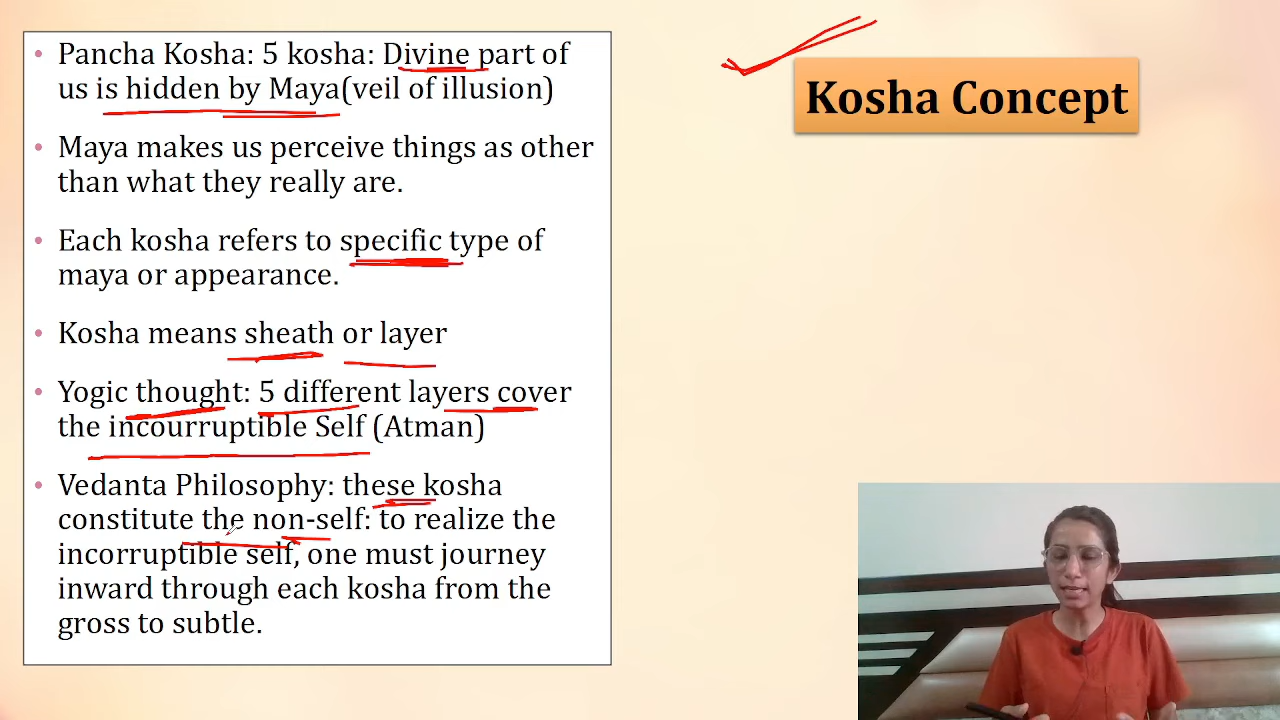 Kosha Concept
• Pancha Kosha: 5 kosha: Divine part of
us is hidden by Maya(veil of illusion)
• Maya makes us perceive things as other
than what they really are.
• Each kosha refers to specific type of
maya or appearance.
• Kosha means sheath or layer
• Yogic thought: 5 different layers cover
the incourruptible Self (Atman)
• Vedanta Philosophy: these kosha
constitute the non-self: to realize the
incorruptible self, one must journey
inward through each kosha from the
gross to subtle.